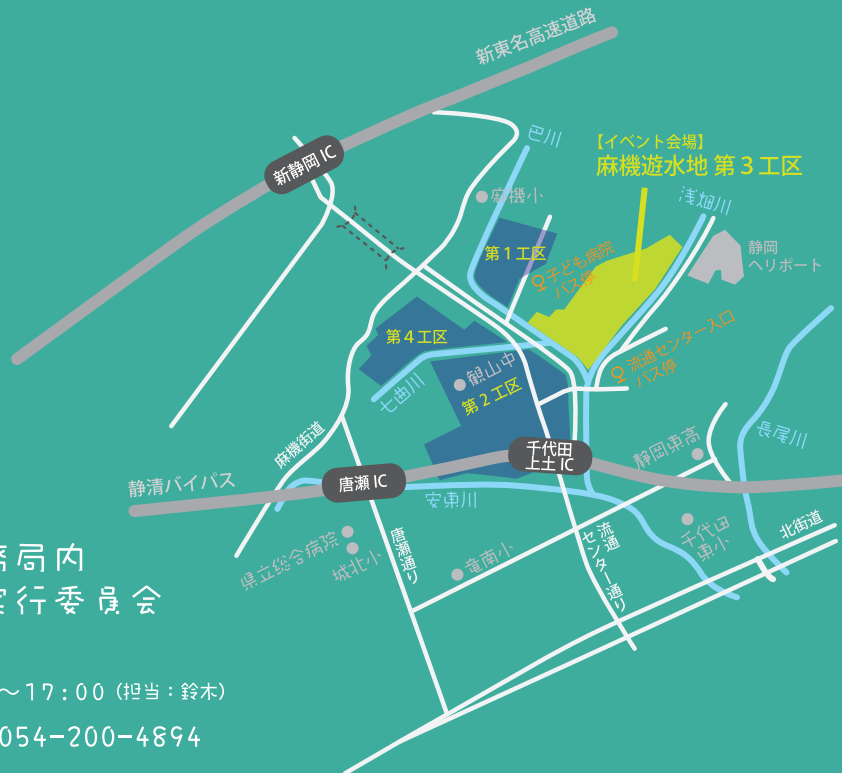 新東名高速道路
新静岡 IC
巴川
【イベント会場】
麻機遊水地 第3工区
浅畑川
麻機小
静岡
ヘリポート
第1工区
子ども病院
バス停
第4工区
流通センター入口
バス停
観山中
七曲川
第2工区
麻機街道
静岡東高
長尾川
千代田
上土 IC
静清バイパス
唐瀬 IC
安東川
県立総合病院
城北小
唐瀬通り
竜南小
流通
センター通り
千代田
東小
北街道
局内
行委員会
〜17:00 (担当:鈴木)
054-200-4894